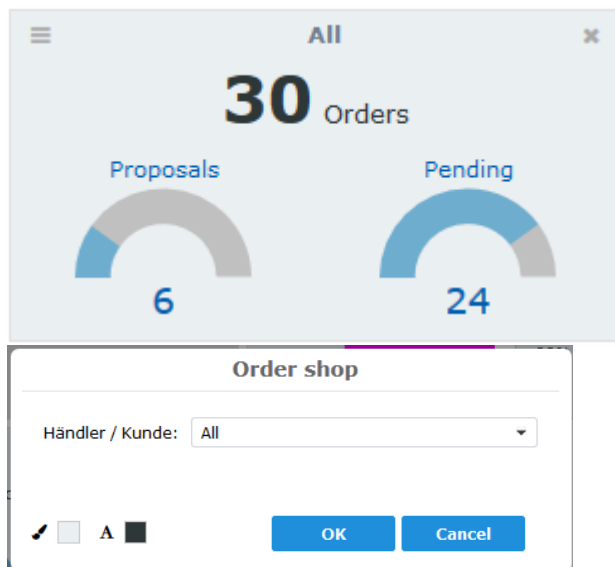 All
30 Orders
Proposals
Pending
6
24
Order shop
Händler / Kunde: All
A
OK
Cancel